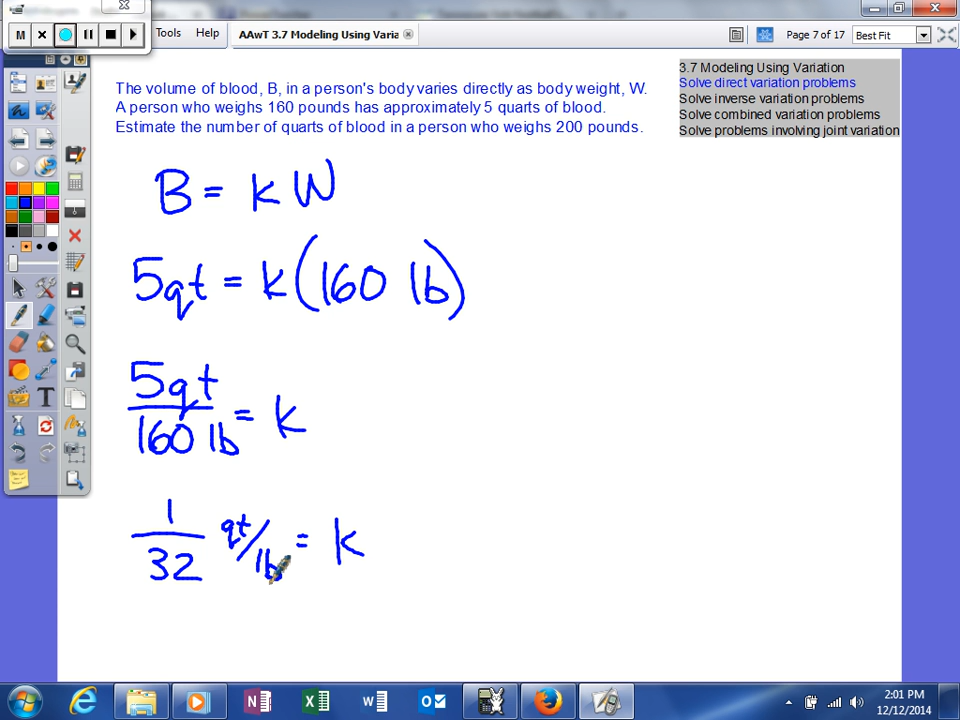 M
Tools Help AAwT 3.7 Modeling Using Varia Page 7 of 17 Best Fit
The volume of blood, B, in a person's body varies directly as body weight, W.
A person who weighs 160 pounds has approximately 5 quarts of blood.
Estimate the number of quarts of blood in a person who weighs 200 pounds.
3.7 Modeling Using Variation
Solve direct variation problems
Solve inverse variation problems
Solve combined variation problems
Solve problems involving joint variation
B = kW
5qt = k(160 lb)
5qt
160 lb = k
1
32 qt/lb = k
2:01 PM
12/12/2014